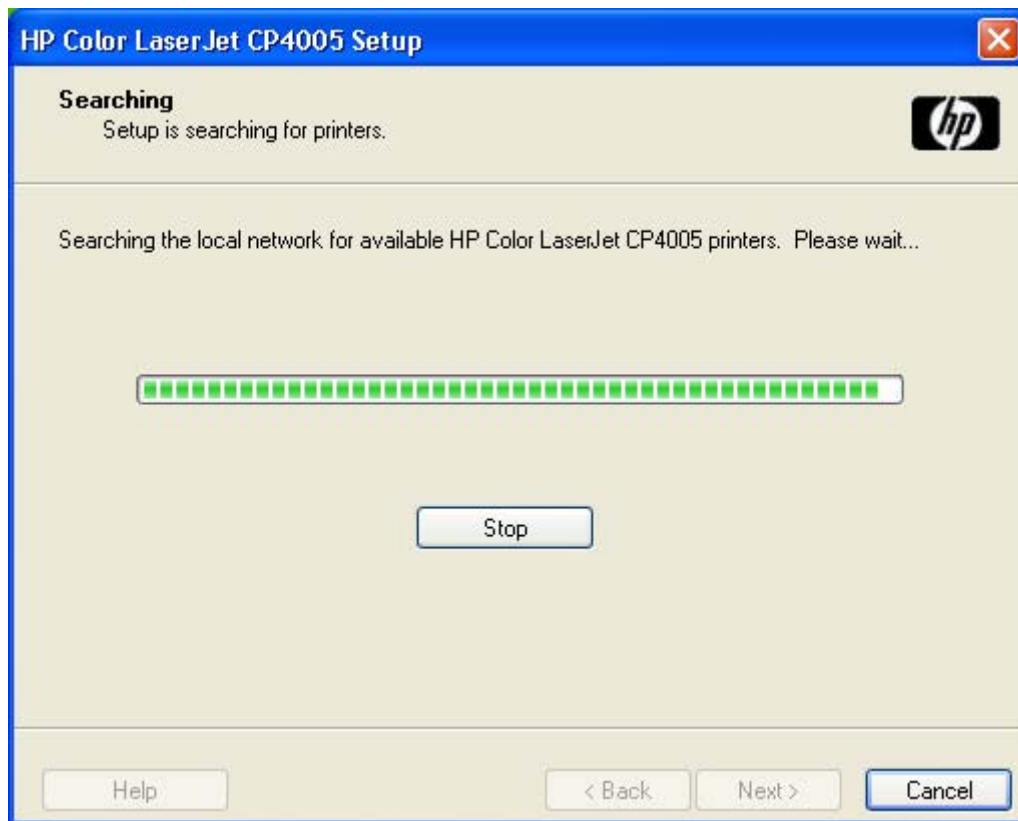 HP Color LaserJet CP4005 Setup
Searching
Setup is searching for printers.
hp
Searching the local network for available HP Color LaserJet CP4005 printers.  Please wait...
Stop
Help
< Back
Next >
Cancel